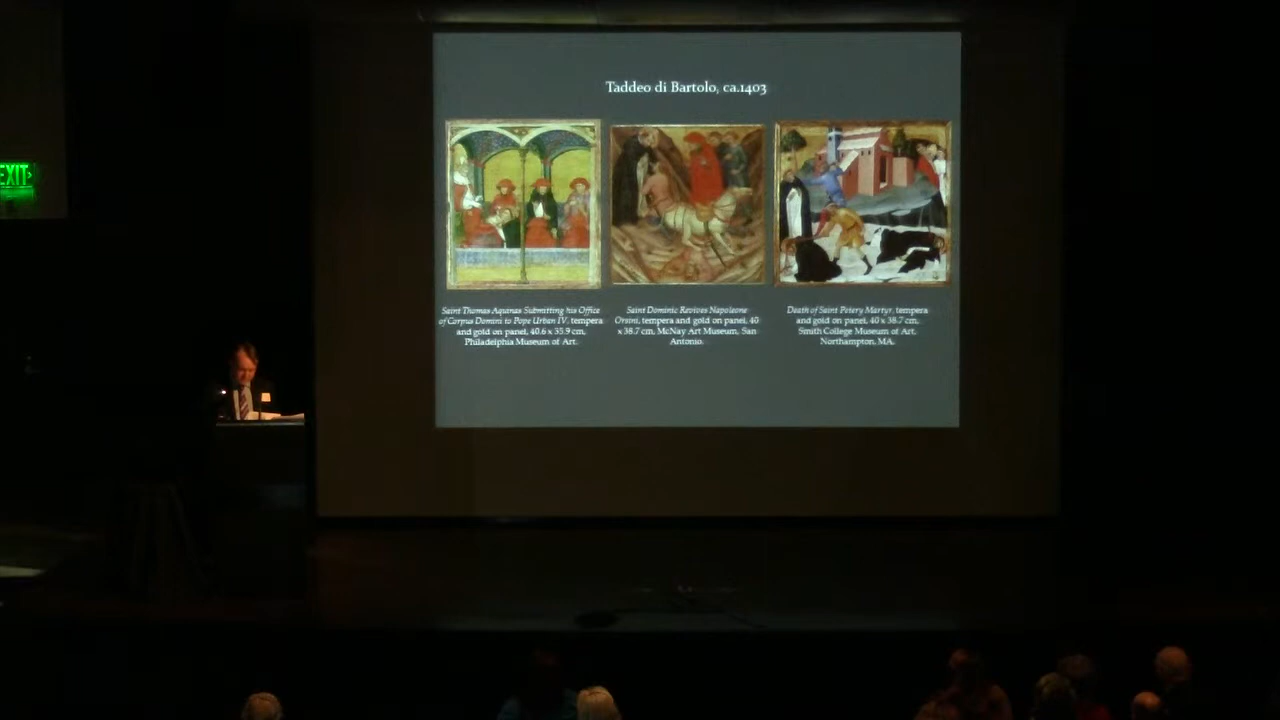 EXIT
Taddeo di Bartolo, ca.1403
Saint Thomas Aquinas Submitting his Office
of Corpus Domini to Pope Urban IV, tempera
and gold on panel, 40.6 x 35.9 cm,
Philadelphia Museum of Art.
Saint Dominic Revives Napoleone
Orsini, tempera and gold on panel, 40
x 38.7 cm, McNay Art Museum, San
Antonio.
Death of Saint Petery Martyr, tempera
and gold on panel, 40 x 38.7 cm,
Smith College Museum of Art,
Northampton, MA.